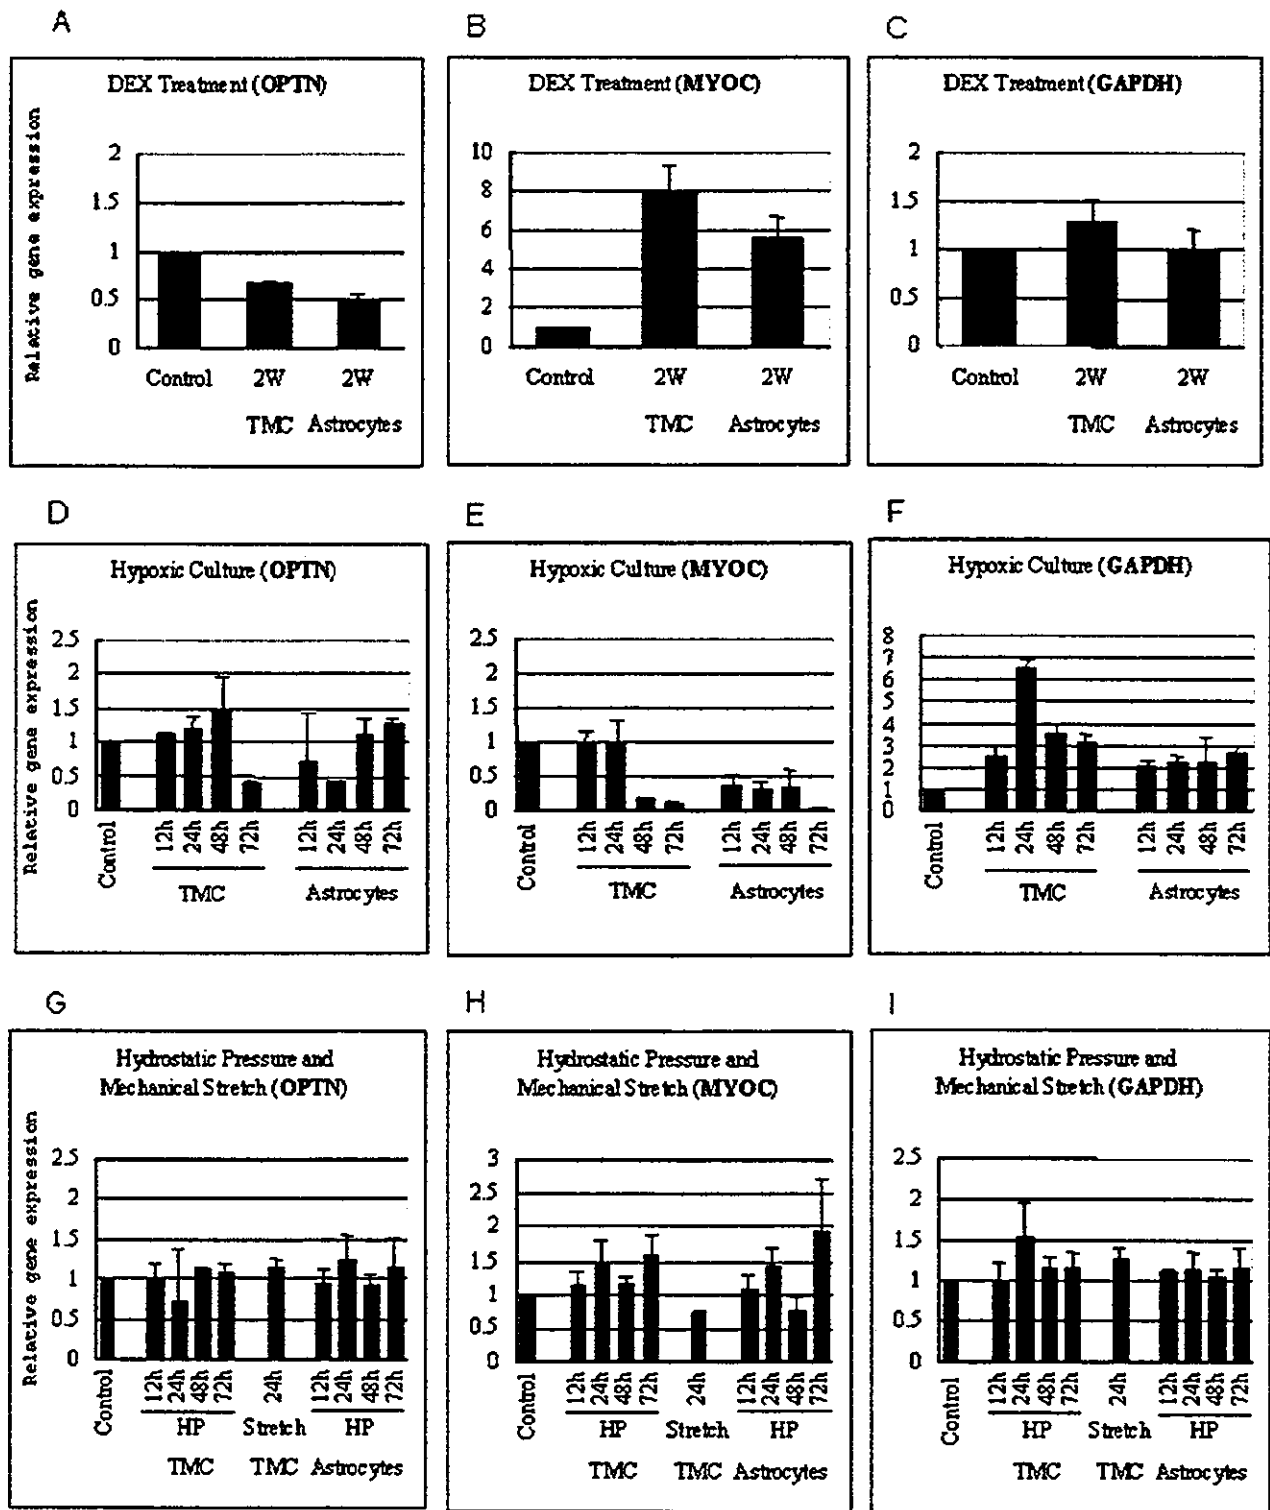 A
DEX Treatment (OPTN)
Relative gene expression
2
1.5
1
0.5
0
Control 2W 2W
TMC Astrocytes
B
DEX Treatment (MYOC)
10
8
6
4
2
0
Control 2W 2W
TMC Astrocytes
C
DEX Treatment (GAPDH)
2
1.5
1
0.5
0
Control 2W 2W
TMC Astrocytes
D
Hypoxic Culture (OPTN)
Relative gene expression
2.5
2
1.5
1
0.5
0
Control 12h 24h 48h 72h 12h 24h 48h 72h
TMC Astrocytes
E
Hypoxic Culture (MYOC)
2.5
2
1.5
1
0.5
0
Control 12h 24h 48h 72h 12h 24h 48h 72h
TMC Astrocytes
F
Hypoxic Culture (GAPDH)
8
7
6
5
4
3
2
1
0
Control 12h 24h 48h 72h 12h 24h 48h 72h
TMC Astrocytes
G
Hydrostatic Pressure and
Mechanical Stretch (OPTN)
Relative gene expression
2.5
2
1.5
1
0.5
0
Control 12h 24h 48h 72h 24h 12h 24h 48h 72h
HP Stretch HP
TMC TMC Astrocytes
H
Hydrostatic Pressure and
Mechanical Stretch (MYOC)
3
2.5
2
1.5
1
0.5
0
Control 12h 24h 48h 72h 24h 12h 24h 48h 72h
HP Stretch HP
TMC TMC Astrocytes
I
Hydrostatic Pressure and
Mechanical Stretch (GAPDH)
2.5
2
1.5
1
0.5
0
Control 12h 24h 48h 72h 24h 12h 24h 48h 72h
HP Stretch HP
TMC TMC Astrocytes